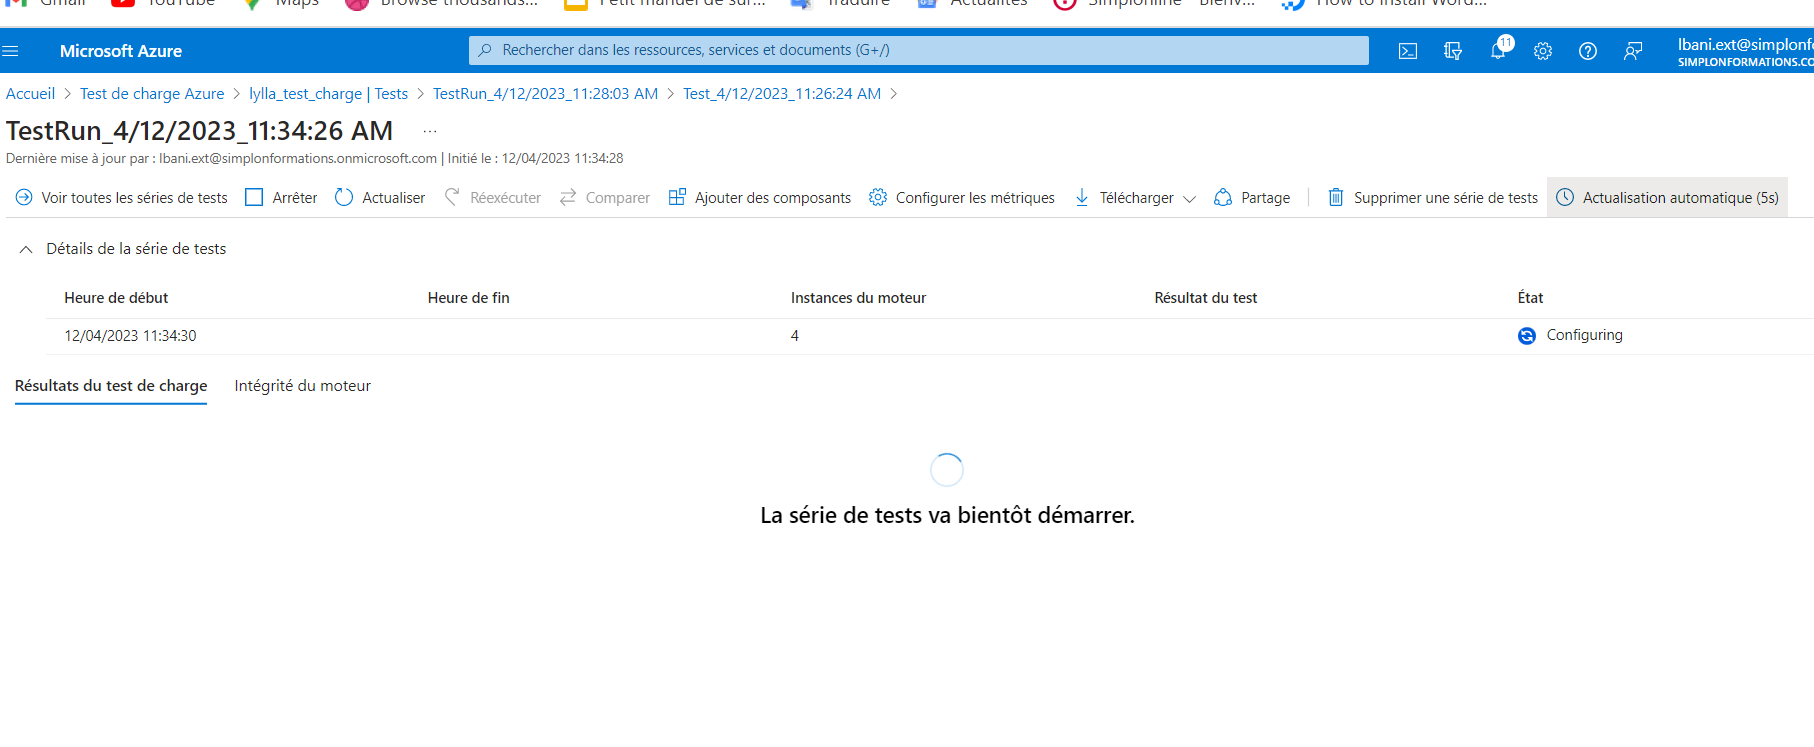 Gmail YouTube Maps Browse thousands... Petit manuel de sur... Traduire Actualités Simplonline - Bienv... How to Install Word...
Microsoft Azure
Rechercher dans les ressources, services et documents (G+/)
11
lbani.ext@simplonf
SIMPLONFORMATIONS.CO
Accueil > Test de charge Azure > lylla_test_charge | Tests > TestRun_4/12/2023_11:28:03 AM > Test_4/12/2023_11:26:24 AM >
TestRun_4/12/2023_11:34:26 AM ...
Dernière mise à jour par : lbani.ext@simplonformations.onmicrosoft.com | Initié le : 12/04/2023 11:34:28
Voir toutes les séries de tests Arrêter Actualiser Réexécuter Comparer Ajouter des composants Configurer les métriques Télécharger Partage Supprimer une série de tests Actualisation automatique (5s)
Détails de la série de tests
Heure de début Heure de fin Instances du moteur Résultat du test État
12/04/2023 11:34:30 4 Configuring
Résultats du test de charge Intégrité du moteur
La série de tests va bientôt démarrer.